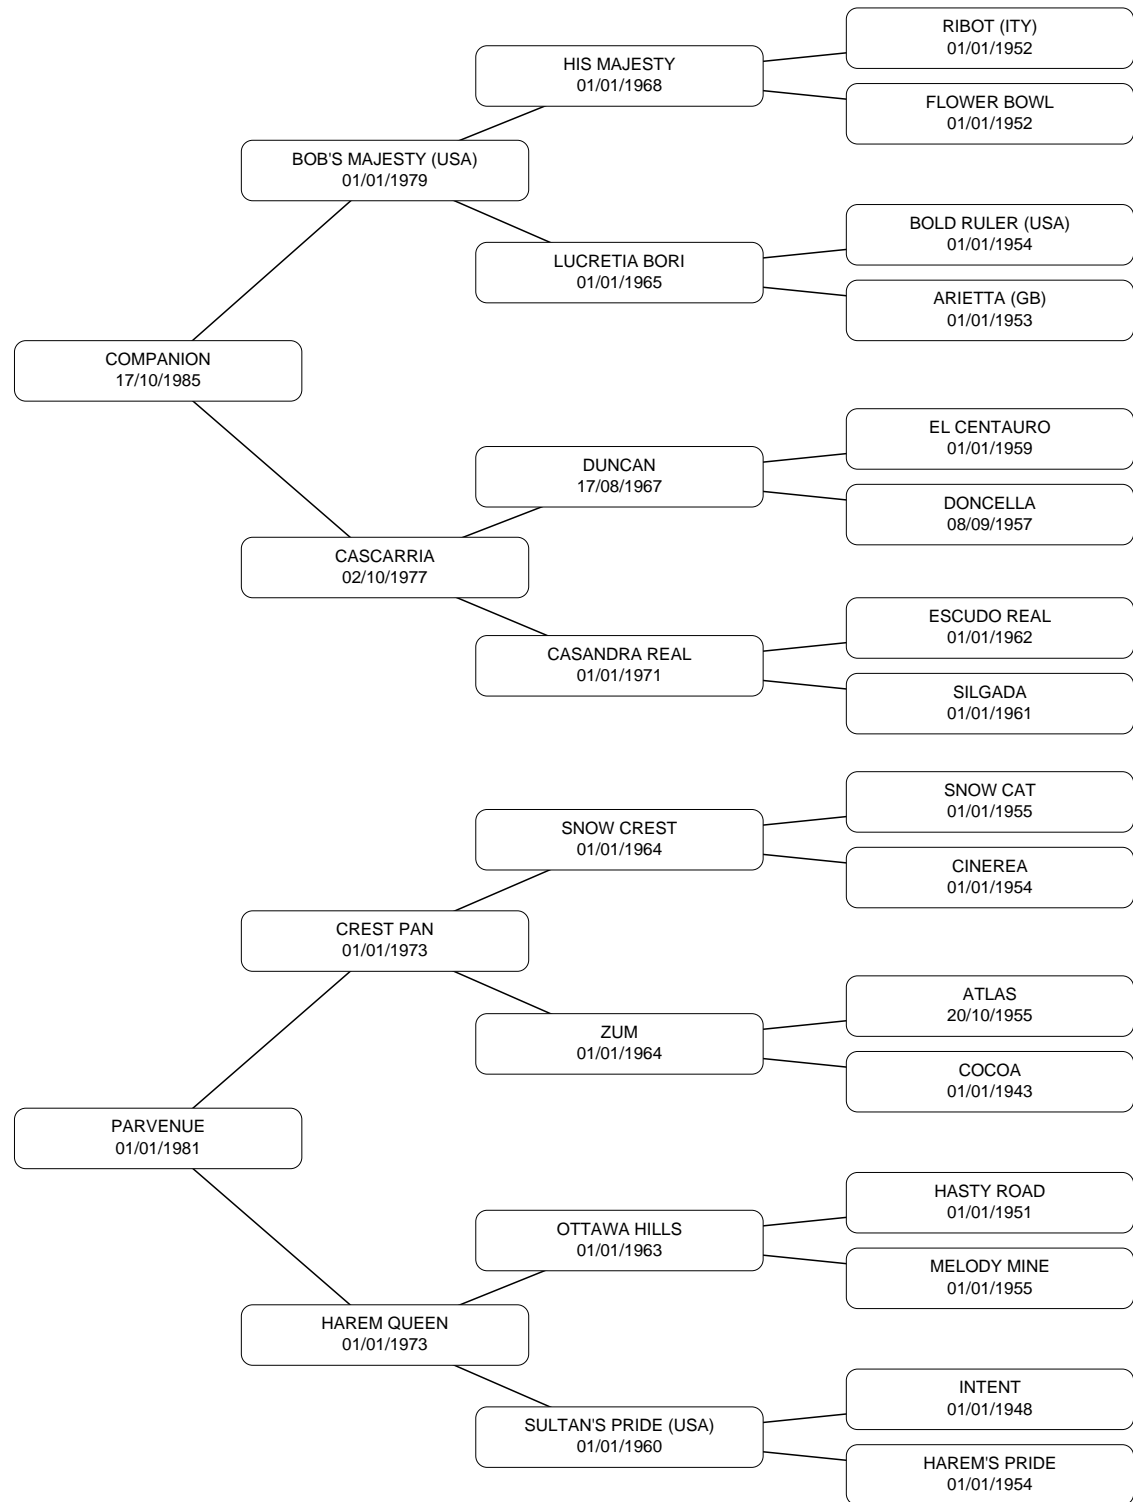 RIBOT (ITY)
01/01/1952
HIS MAJESTY
01/01/1968
FLOWER BOWL
01/01/1952
BOB'S MAJESTY (USA)
01/01/1979
BOLD RULER (USA)
01/01/1954
LUCRETIA BORI
01/01/1965
ARIETTA (GB)
01/01/1953
COMPANION
17/10/1985
EL CENTAURO
01/01/1959
DUNCAN
17/08/1967
DONCELLA
08/09/1957
CASCARRIA
02/10/1977
ESCUDO REAL
01/01/1962
CASANDRA REAL
01/01/1971
SILGADA
01/01/1961
SNOW CAT
01/01/1955
SNOW CREST
01/01/1964
CINEREA
01/01/1954
CREST PAN
01/01/1973
ATLAS
20/10/1955
ZUM
01/01/1964
COCOA
01/01/1943
PARVENUE
01/01/1981
HASTY ROAD
01/01/1951
OTTAWA HILLS
01/01/1963
MELODY MINE
01/01/1955
HAREM QUEEN
01/01/1973
INTENT
01/01/1948
SULTAN'S PRIDE (USA)
01/01/1960
HAREM'S PRIDE
01/01/1954